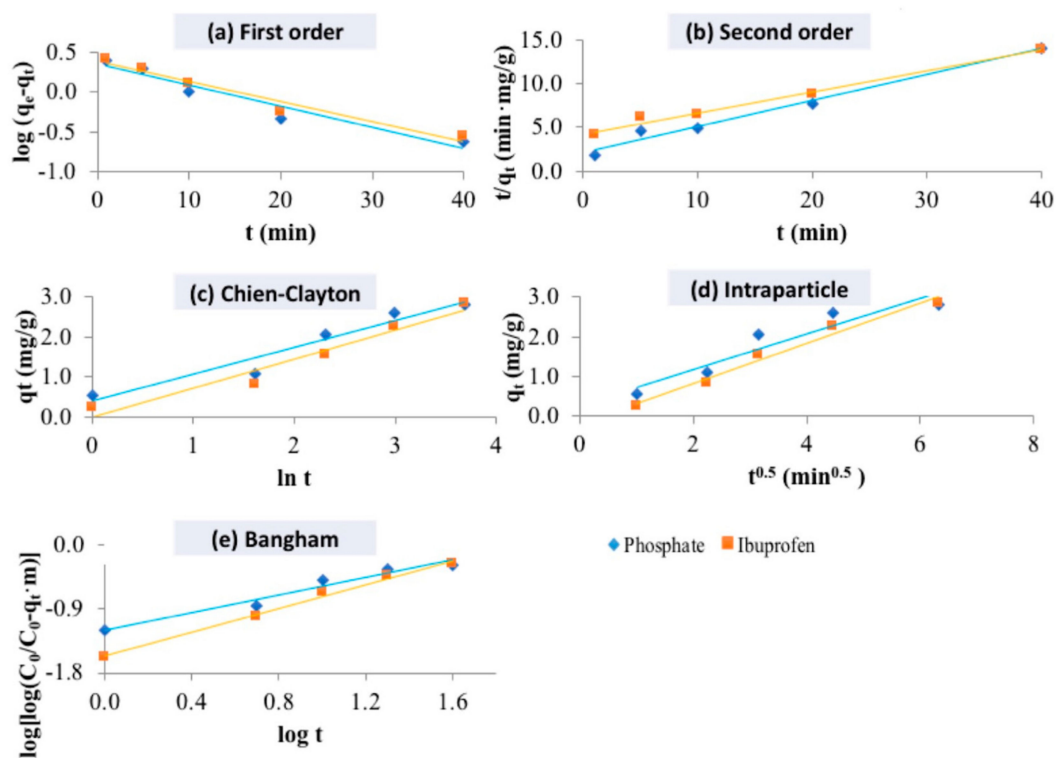 (a) First order
log (qₑ-qₜ)
0.5
0.0
-0.5
-1.0
0 10 20 30 40
t (min)
(b) Second order
t/qₜ (min·mg/g)
15.0
10.0
5.0
0.0
0 10 20 30 40
t (min)
(c) Chien-Clayton
qt (mg/g)
3.0
2.0
1.0
0.0
0 1 2 3 4
ln t
(d) Intraparticle
qₜ (mg/g)
3.0
2.0
1.0
0.0
0 2 4 6 8
t⁰·⁵ (min⁰·⁵ )
(e) Bangham
log[log(C₀/C₀-qₜ·m)]
0.0
-0.9
-1.8
0.0 0.4 0.8 1.2 1.6
log t
Phosphate Ibuprofen